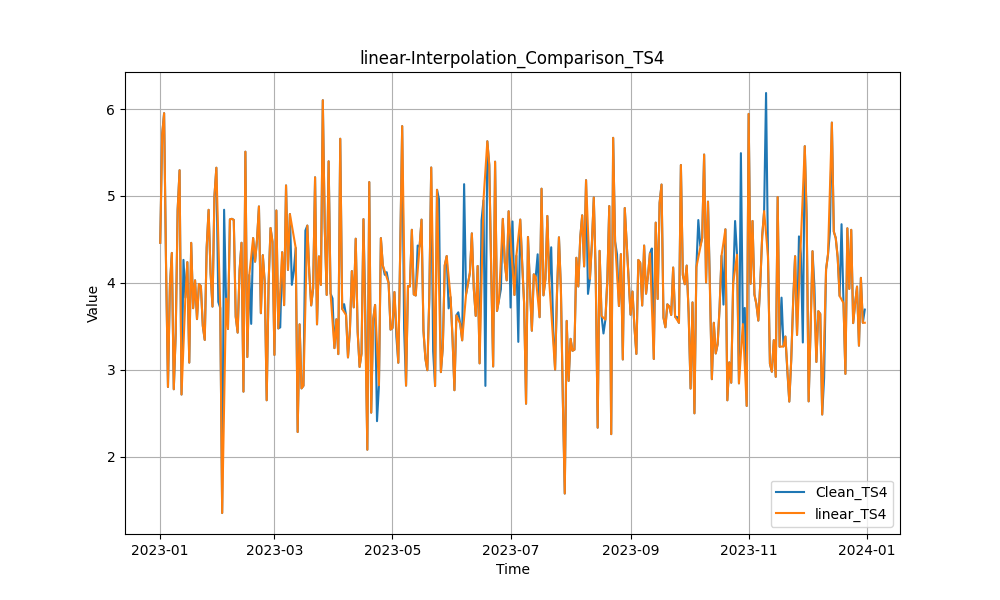 linear-Interpolation_Comparison_TS4
6
5
4
3
2
Value
2023-01
2023-03
2023-05
2023-07
2023-09
2023-11
2024-01
Time
Clean_TS4
linear_TS4